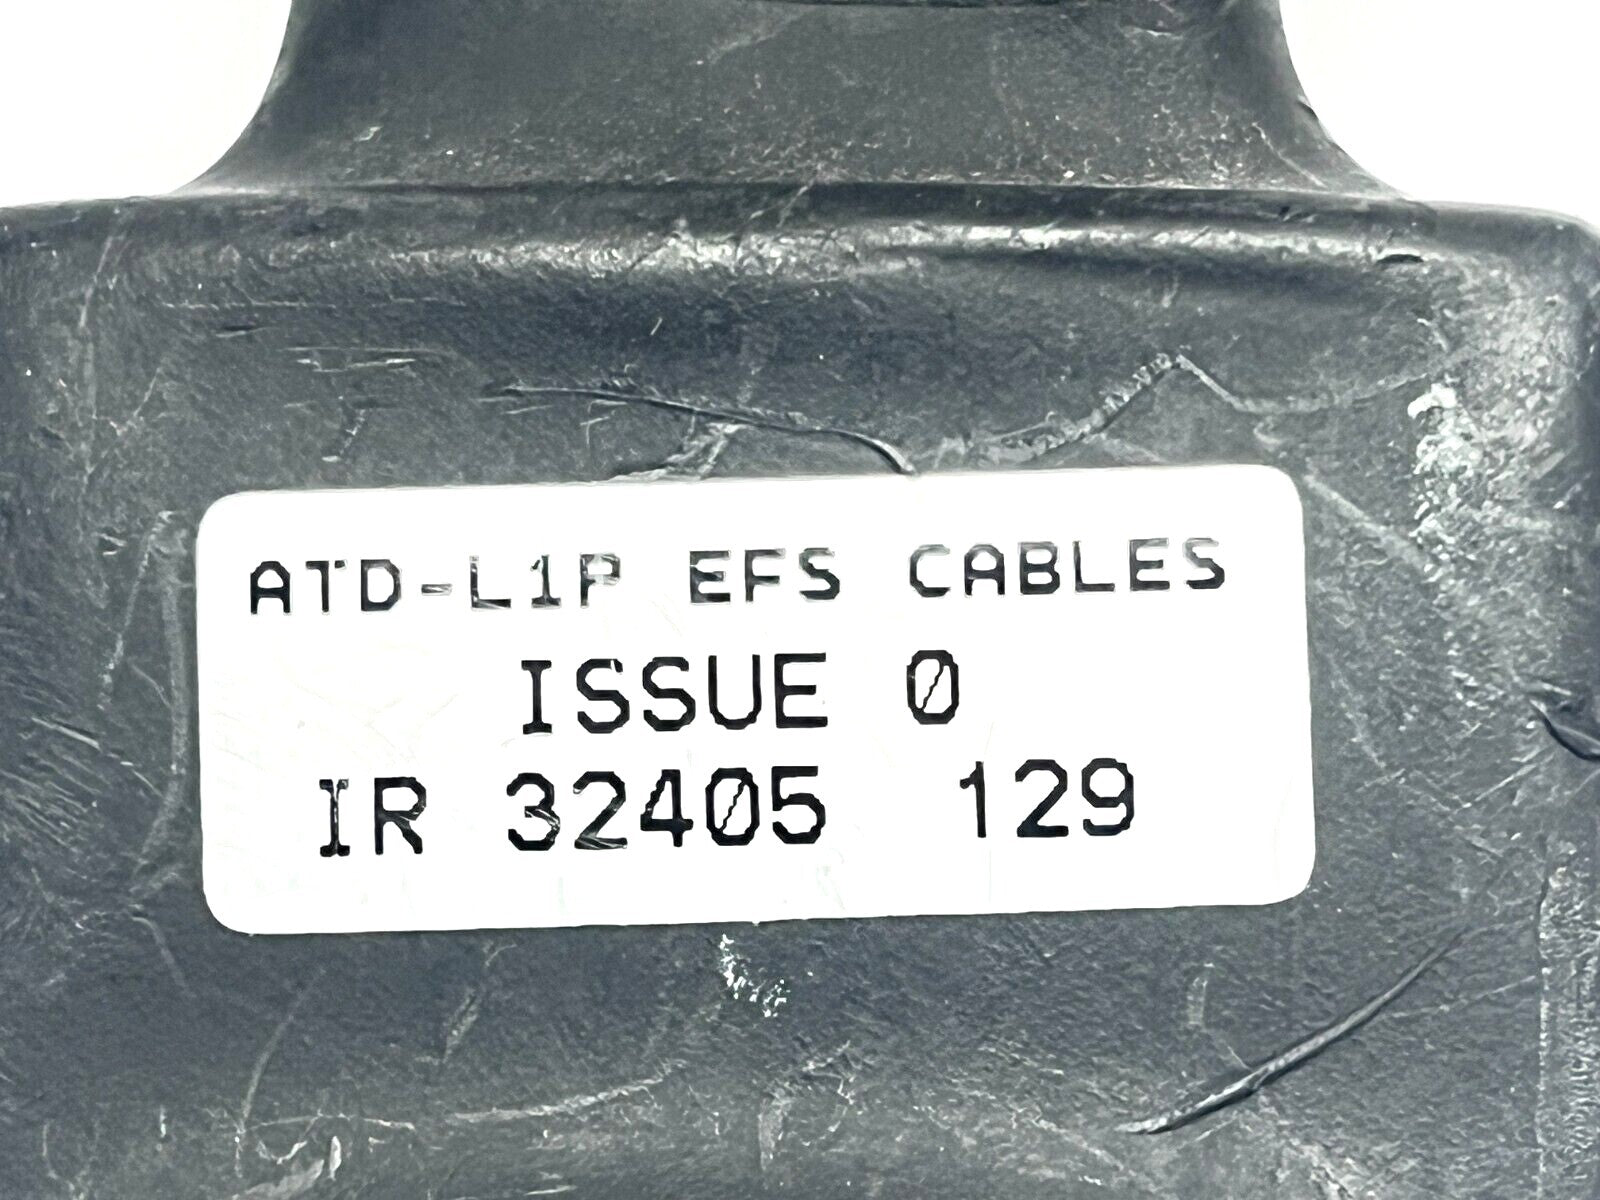 ATD-L1P EFS CABLES
ISSUE 0
IR 32405 129